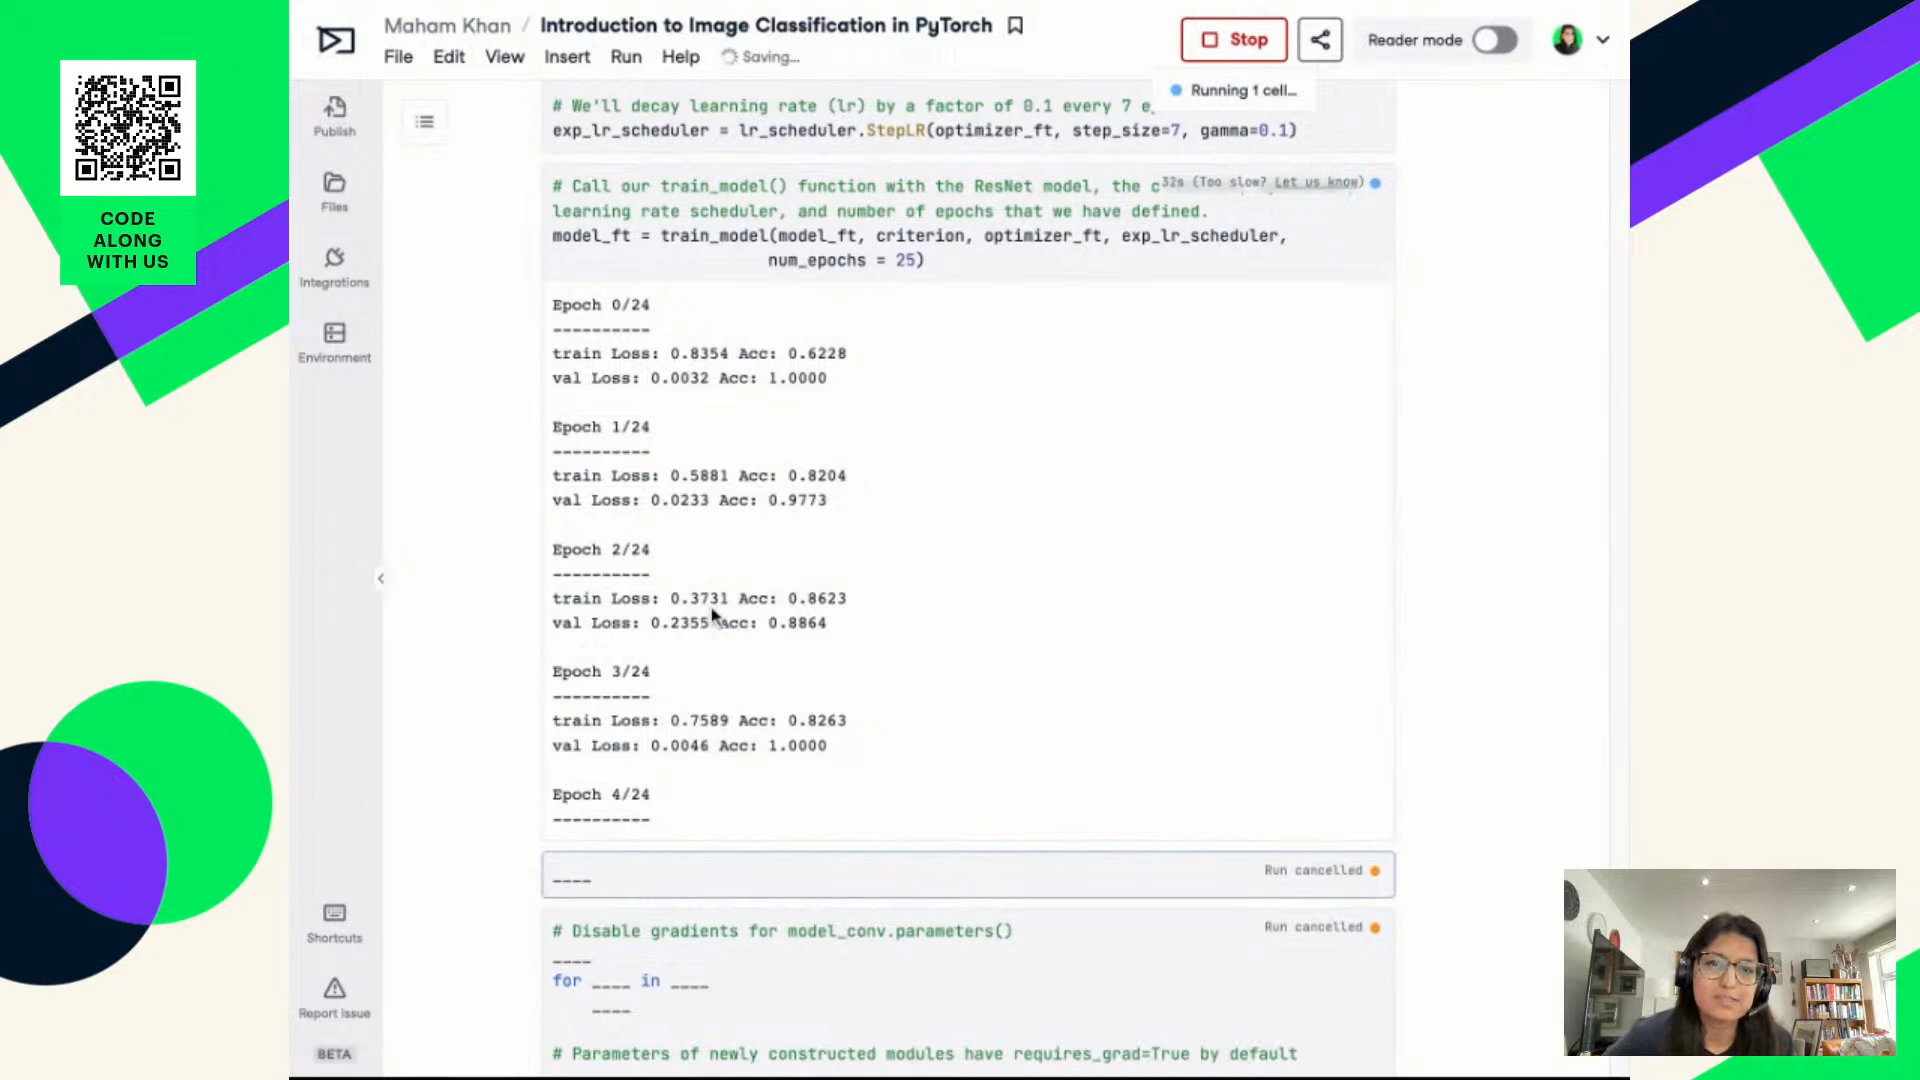 Maham Khan / Introduction to Image Classification in PyTorch
File Edit View Insert Run Help Saving...
Stop
Reader mode
Running 1 cell...
CODE
ALONG
WITH US
Publish
Files
Integrations
Environment
Shortcuts
Report Issue
BETA
# We'll decay learning rate (lr) by a factor of 0.1 every 7 e
exp_lr_scheduler = lr_scheduler.StepLR(optimizer_ft, step_size=7, gamma=0.1)
# Call our train_model() function with the ResNet model, the c
32s (Too slow? Let us know)
learning rate scheduler, and number of epochs that we have defined.
model_ft = train_model(model_ft, criterion, optimizer_ft, exp_lr_scheduler,
num_epochs = 25)
Epoch 0/24
----------
train Loss: 0.8354 Acc: 0.6228
val Loss: 0.0032 Acc: 1.0000
Epoch 1/24
----------
train Loss: 0.5881 Acc: 0.8204
val Loss: 0.0233 Acc: 0.9773
Epoch 2/24
----------
train Loss: 0.3731 Acc: 0.8623
val Loss: 0.2355 Acc: 0.8864
Epoch 3/24
----------
train Loss: 0.7589 Acc: 0.8263
val Loss: 0.0046 Acc: 1.0000
Epoch 4/24
----------
____
Run cancelled
# Disable gradients for model_conv.parameters()
Run cancelled
____
for ____ in ____
____
# Parameters of newly constructed modules have requires_grad=True by default